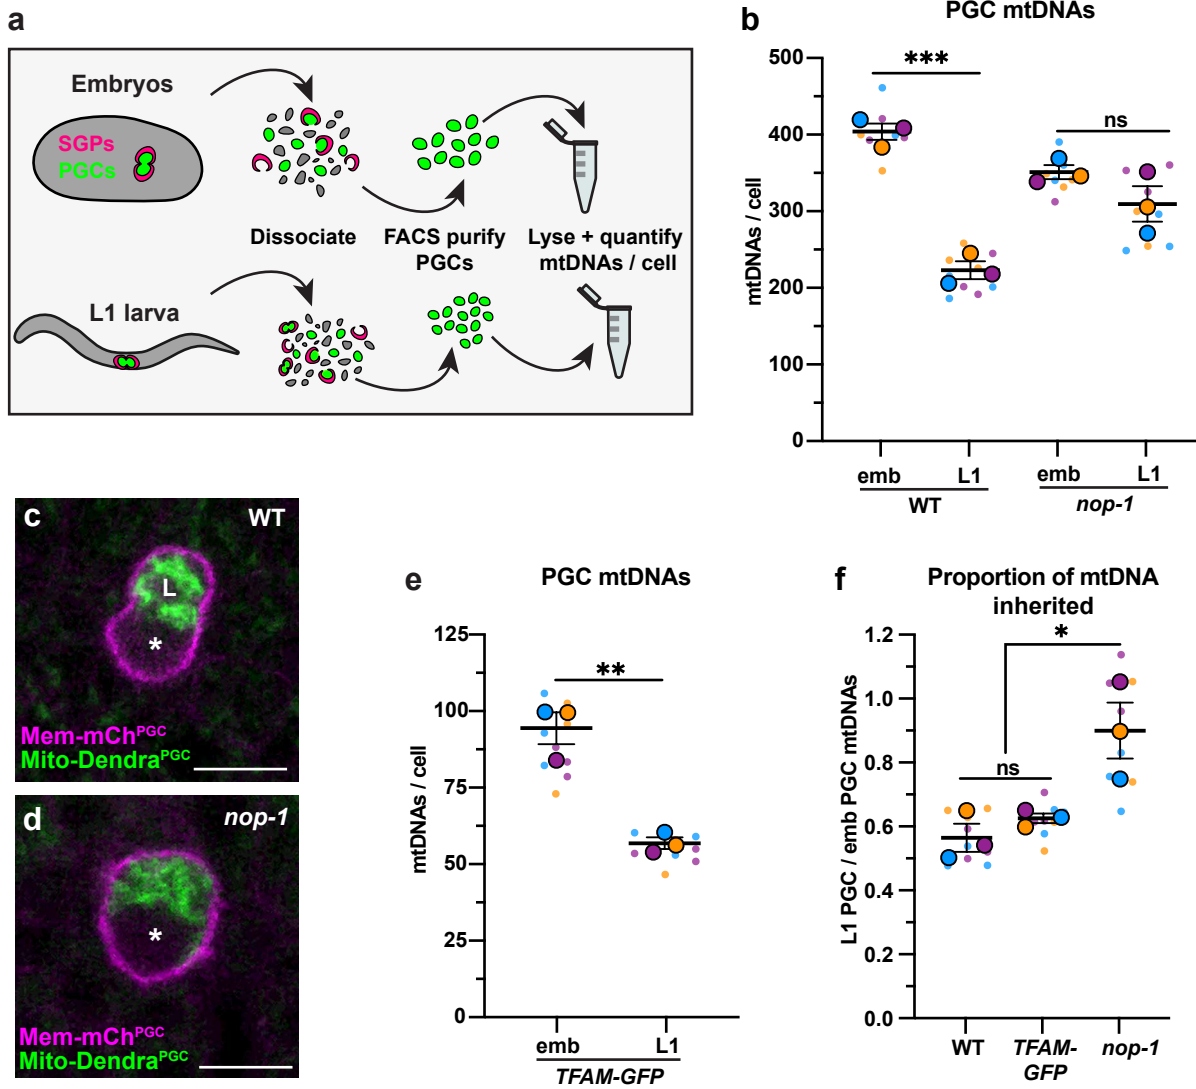 a
Embryos
SGPs
PGCs
Dissociate
FACS purify
PGCs
Lyse + quantify
mtDNAs / cell
L1 larva
b
PGC mtDNAs
mtDNAs / cell
500
400
300
200
100
0
***
ns
emb
L1
emb
L1
WT
nop-1
c
WT
L
*
Mem-mChPGC
Mito-DendraPGC
d
nop-1
*
Mem-mChPGC
Mito-DendraPGC
e
PGC mtDNAs
mtDNAs / cell
125
100
75
50
25
0
**
emb
L1
TFAM-GFP
f
Proportion of mtDNA
inherited
L1 PGC / emb PGC mtDNAs
1.2
1.0
0.8
0.6
0.4
0.2
0.0
*
ns
WT
TFAM-
GFP
nop-1